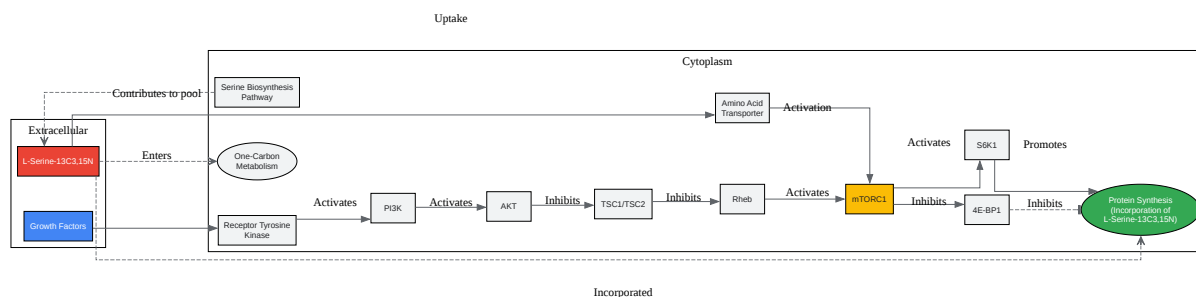 Uptake
Cytoplasm
Contributes to pool
Serine Biosynthesis
Pathway
Amino Acid
Transporter
Activation
Extracellular
L-Serine-13C3,15N
Enters
One-Carbon
Metabolism
Activates
S6K1
Promotes
Growth Factors
Receptor Tyrosine
Kinase
Activates
PI3K
Activates
AKT
Inhibits
TSC1/TSC2
Inhibits
Rheb
Activates
mTORC1
Inhibits
4E-BP1
Inhibits
Protein Synthesis
(Incorporation of
L-Serine-13C3,15N)
Incorporated